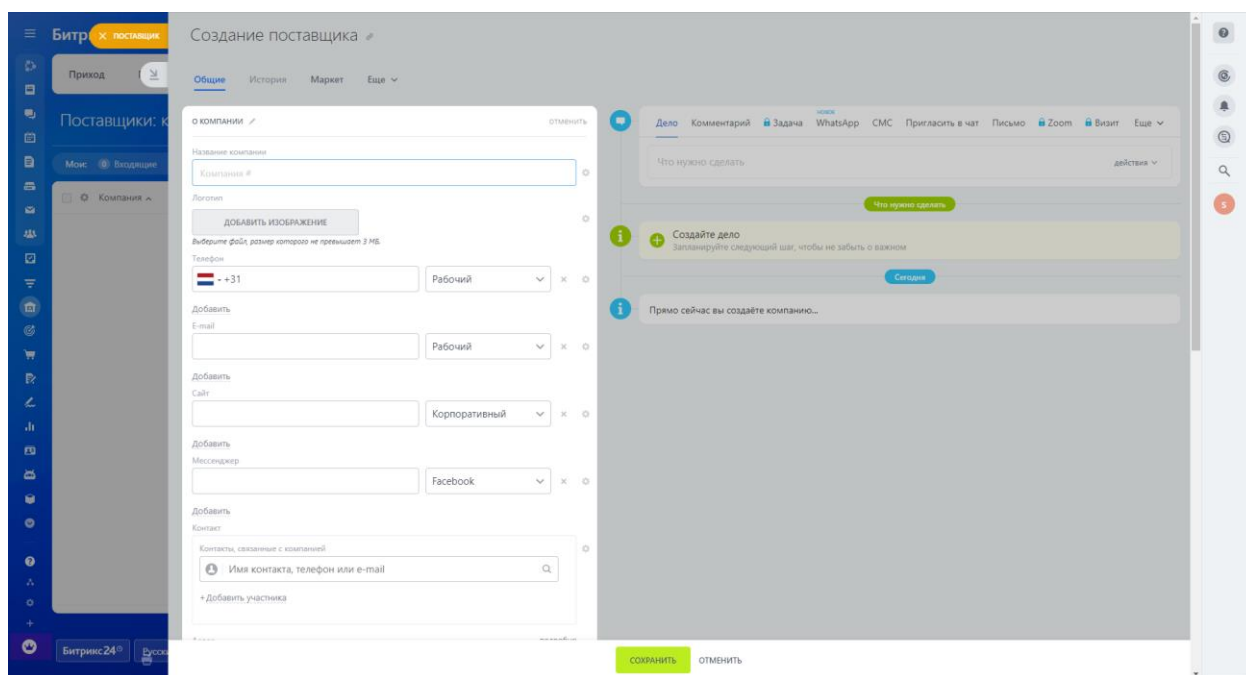 Битр
× ПОСТАВЩИК
Создание поставщика
Приход
Общие История Маркет Еще
Поставщики: к
Мои: 0 Входящие
Компания
О КОМПАНИИ
ОТМЕНИТЬ
Название компании
Компания #
Логотип
ДОБАВИТЬ ИЗОБРАЖЕНИЕ
Выберите файл, размер которого не превышает 3 МБ.
Телефон
- +31 Рабочий
Добавить
E-mail
Рабочий
Добавить
Сайт
Корпоративный
Добавить
Мессенджер
Facebook
Добавить
Контакт
Контакты, связанные с компанией
Имя контакта, телефон или e-mail
+ Добавить участника
НОВОЕ
Дело Комментарий Задача WhatsApp СМС Пригласить в чат Письмо Zoom Визит Еще
Что нужно сделать
действия
Что нужно сделать
Создайте дело
Запланируйте следующий шаг, чтобы не забыть о важном
Сегодня
Прямо сейчас вы создаёте компанию...
S
Битрикс24©
СОХРАНИТЬ ОТМЕНИТЬ